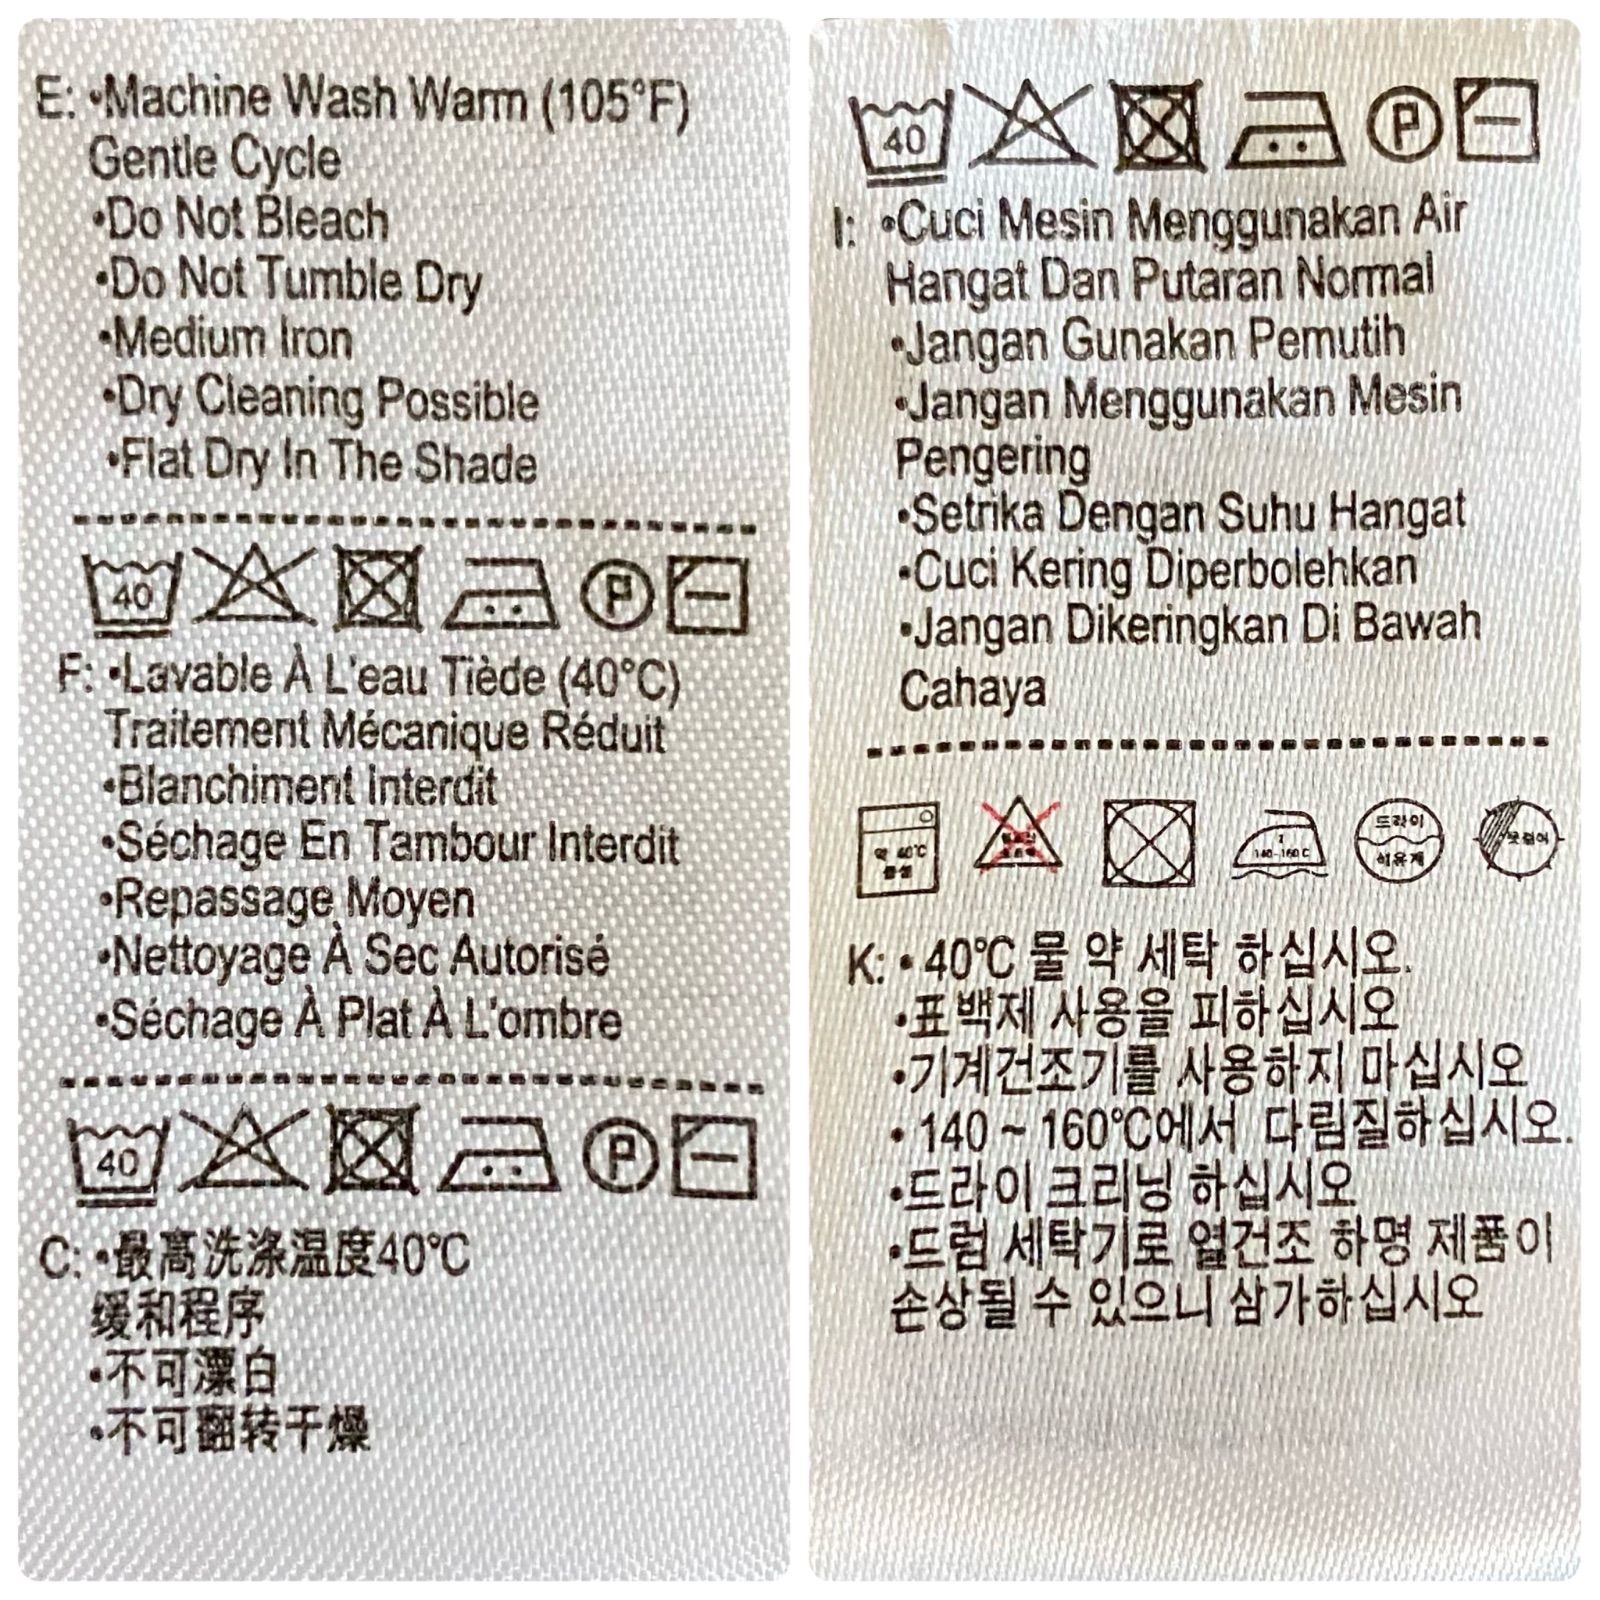 E: •Machine Wash Warm (105°F)
Gentle Cycle
•Do Not Bleach
•Do Not Tumble Dry
•Medium Iron
•Dry Cleaning Possible
•Flat Dry In The Shade
40 P
F: •Lavable À L'eau Tiède (40°C)
Traitement Mécanique Réduit
•Blanchiment Interdit
•Séchage En Tambour Interdit
•Repassage Moyen
•Nettoyage À Sec Autorisé
•Séchage À Plat À L'ombre
40 P
C: •最高洗涤温度40℃
缓和程序
•不可漂白
•不可翻转干燥
40 P
I: •Cuci Mesin Menggunakan Air
Hangat Dan Putaran Normal
•Jangan Gunakan Pemutih
•Jangan Menggunakan Mesin
Pengering
•Setrika Dengan Suhu Hangat
•Cuci Kering Diperbolehkan
•Jangan Dikeringkan Di Bawah
Cahaya
약 40℃ 140~160℃ 드라이
K: • 40℃ 물 약 세탁 하십시오.
•표백제 사용을 피하십시오
•기계건조기를 사용하지 마십시오
• 140 ~ 160℃에서 다림질하십시오.
•드라이 크리닝 하십시오
•드럼 세탁기로 열건조 하명 제품이
손상될 수 있으니 삼가하십시오